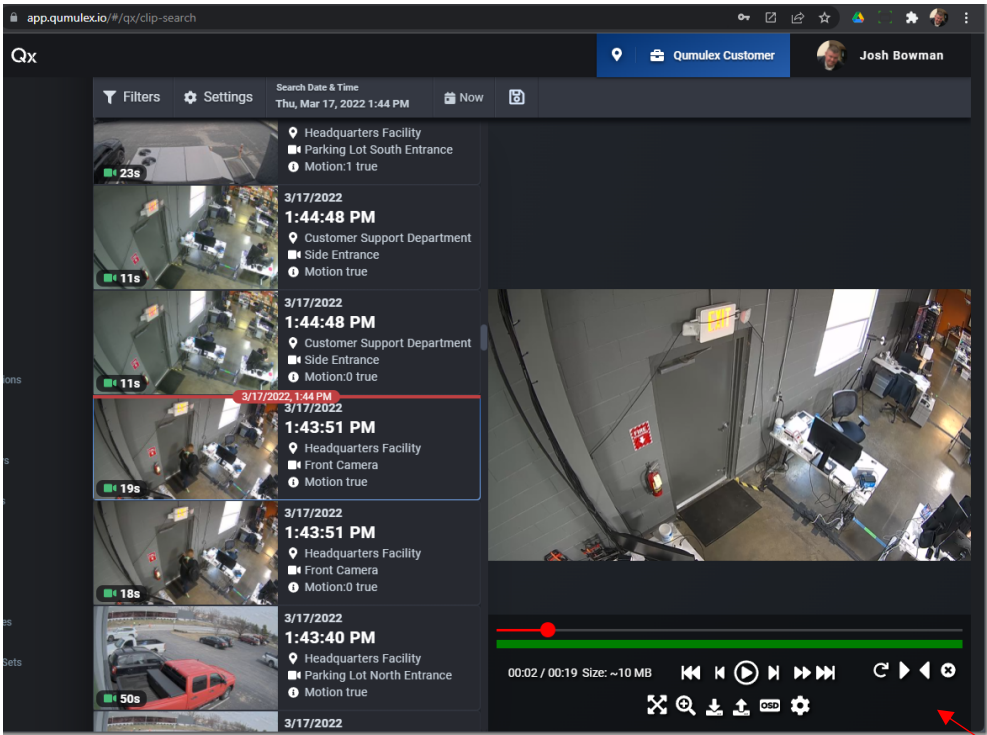 app.qumulex.io/#/qx/clip-search
Qx
Qumulex Customer
Josh Bowman
Filters
Settings
Search Date & Time
Thu, Mar 17, 2022 1:44 PM
Now
Headquarters Facility
Parking Lot South Entrance
Motion:1 true
23s
3/17/2022
1:44:48 PM
Customer Support Department
Side Entrance
Motion true
11s
3/17/2022
1:44:48 PM
Customer Support Department
Side Entrance
Motion:0 true
11s
3/17/2022, 1:44 PM
3/17/2022
1:43:51 PM
Headquarters Facility
Front Camera
Motion true
19s
3/17/2022
1:43:51 PM
Headquarters Facility
Front Camera
Motion:0 true
18s
3/17/2022
1:43:40 PM
Headquarters Facility
Parking Lot North Entrance
Motion true
50s
3/17/2022
ions
rs
s
es
Sets
EXIT
FIRE
00:02 / 00:19 Size: ~10 MB
OSD